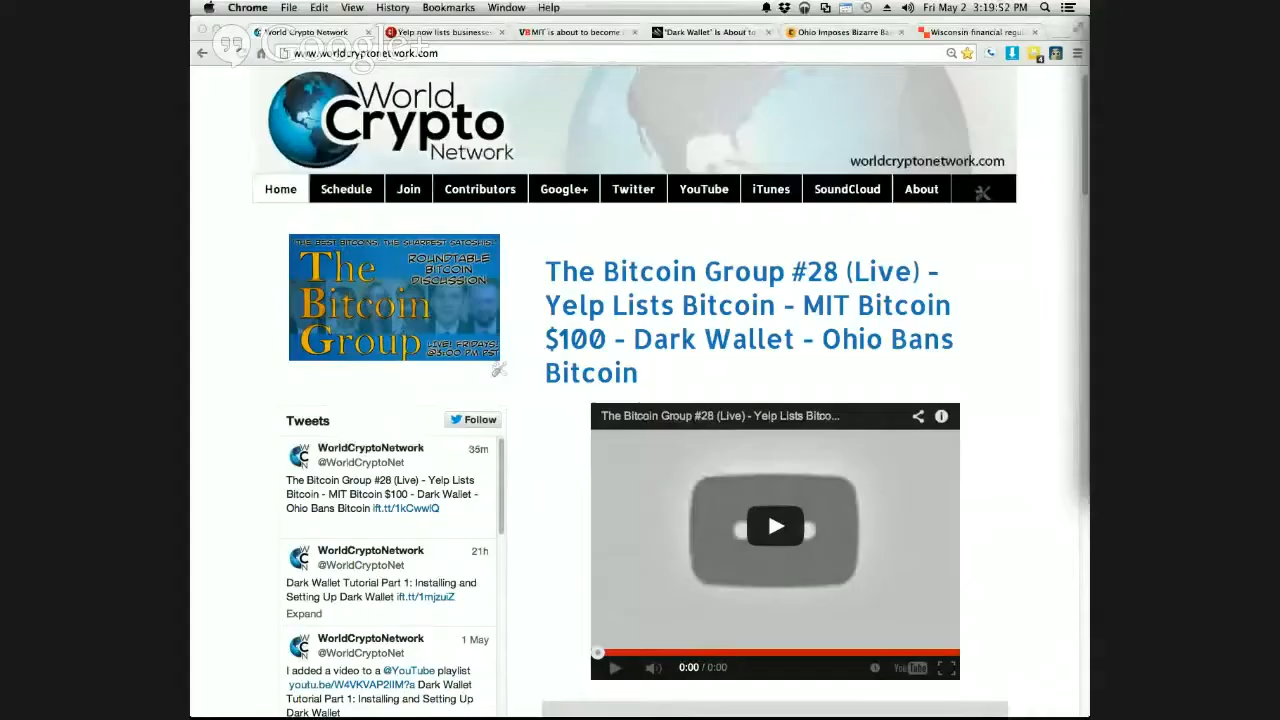 Chrome File Edit View History Bookmarks Window Help Fri May 2 3:19:52 PM
World Crypto Network Yelp now lists businesse MIT is about to become 'Dark Wallet' Is About to Ohio Imposes Bizarre Ba Wisconsin financial regu
Google+
www.worldcryptonetwork.com
World
Crypto
Network
worldcryptonetwork.com
Home Schedule Join Contributors Google+ Twitter YouTube iTunes SoundCloud About
THE BEST BITCOINS, THE SHARPEST SATOSHIS!
The
Bitcoin
Group
ROUNDTABLE
BITCOIN
DISCUSSION
LIVE! FRIDAYS!
@3:00 PM PST
The Bitcoin Group #28 (Live) -
Yelp Lists Bitcoin - MIT Bitcoin
$100 - Dark Wallet - Ohio Bans
Bitcoin
Tweets Follow
WorldCryptoNetwork 35m
@WorldCryptoNet
The Bitcoin Group #28 (Live) - Yelp Lists
Bitcoin - MIT Bitcoin $100 - Dark Wallet -
Ohio Bans Bitcoin ift.tt/1kCwwlQ
WorldCryptoNetwork 21h
@WorldCryptoNet
Dark Wallet Tutorial Part 1: Installing and
Setting Up Dark Wallet ift.tt/1mjzuiZ
Expand
WorldCryptoNetwork 1 May
@WorldCryptoNet
I added a video to a @YouTube playlist
youtu.be/W4VKVAP2IIM?a Dark Wallet
Tutorial Part 1: Installing and Setting Up
Dark Wallet
The Bitcoin Group #28 (Live) - Yelp Lists Bitco...
0:00 / 0:00 YouTube